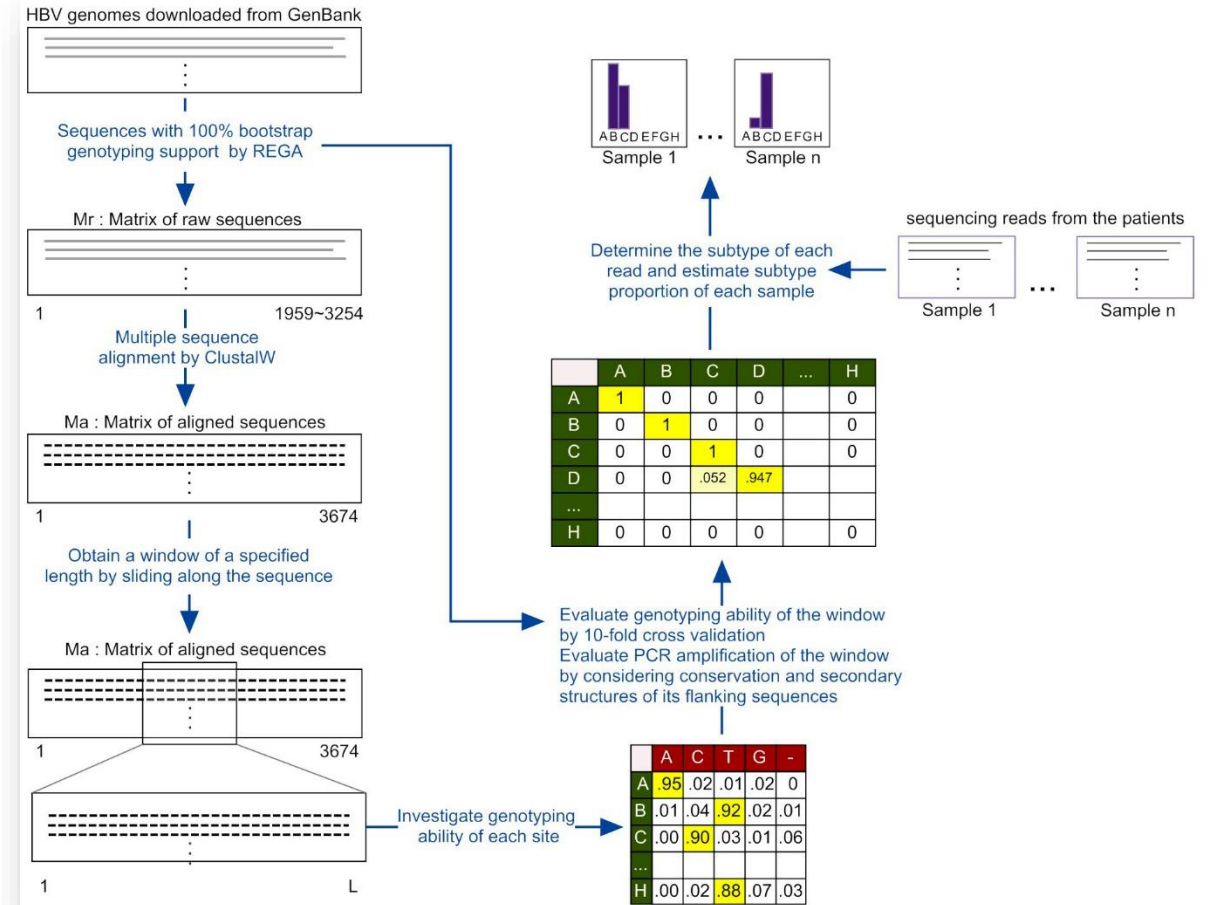 HBV genomes downloaded from GenBank
Sequences with 100% bootstrap
genotyping support by REGA
Mr : Matrix of raw sequences
1 1959~3254
Multiple sequence
alignment by ClustalW
Ma : Matrix of aligned sequences
1 3674
Obtain a window of a specified
length by sliding along the sequence
Ma : Matrix of aligned sequences
1 3674
1 L
Investigate genotyping
ability of each site
A C T G -
A .95 .02 .01 .02 0
B .01 .04 .92 .02 .01
C .00 .90 .03 .01 .06
...
H .00 .02 .88 .07 .03
Evaluate genotyping ability of the window
by 10-fold cross validation
Evaluate PCR amplification of the window
by considering conservation and secondary
structures of its flanking sequences
A B C D ... H
A 1 0 0 0 0
B 0 1 0 0 0
C 0 0 1 0 0
D 0 0 .052 .947
...
H 0 0 0 0 0
Determine the subtype of each
read and estimate subtype
proportion of each sample
sequencing reads from the patients
...
Sample 1 Sample n
ABCDEFGH ... ABCDEFGH
Sample 1 Sample n